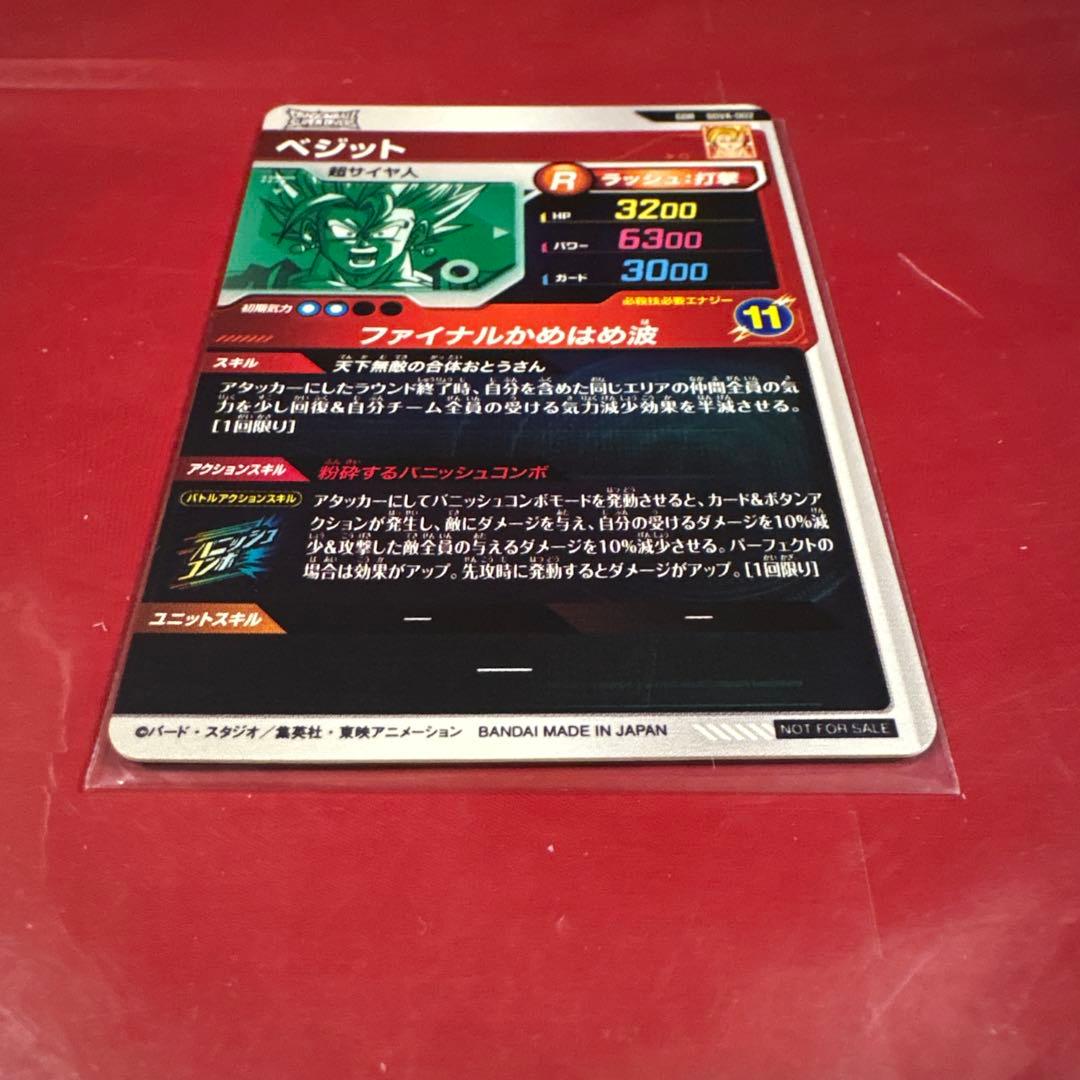 DRAGONBALL
SUPER DIVERS
SDVX-002
ベジット
超サイヤ人
R ラッシュ:打撃
HP 3200
パワー 6300
ガード 3000
初期気力
必殺技必要エナジー
11
ファイナルかめはめ波
スキル 天下無敵の合体おとうさん
アタッカーにしたラウンド終了時、自分を含めた同じエリアの仲間全員の気
力を少し回復&自分チーム全員の受ける気力減少効果を半減させる。
[1回限り]
アクションスキル 粉砕するバニッシュコンボ
バトルアクションスキル
バニッシュ
コンボ
アタッカーにしてバニッシュコンボモードを発動させると、カード&ボタンア
クションが発生し、敵にダメージを与え、自分の受けるダメージを10%減
少&攻撃した敵全員の与えるダメージを10%減少させる。パーフェクトの
場合は効果がアップ。先攻時に発動するとダメージがアップ。[1回限り]
ユニットスキル — —
—
©バード・スタジオ/集英社・東映アニメーション BANDAI MADE IN JAPAN NOT FOR SALE